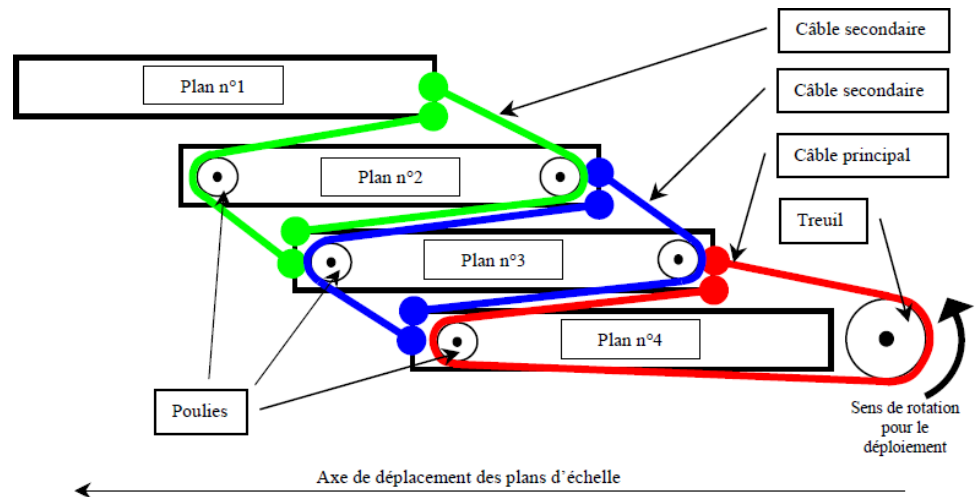 Câble secondaire
Plan n°1
Câble secondaire
Câble principal
Plan n°2
Treuil
Plan n°3
Plan n°4
Poulies
Sens de rotation
pour le
déploiement
Axe de déplacement des plans d'échelle